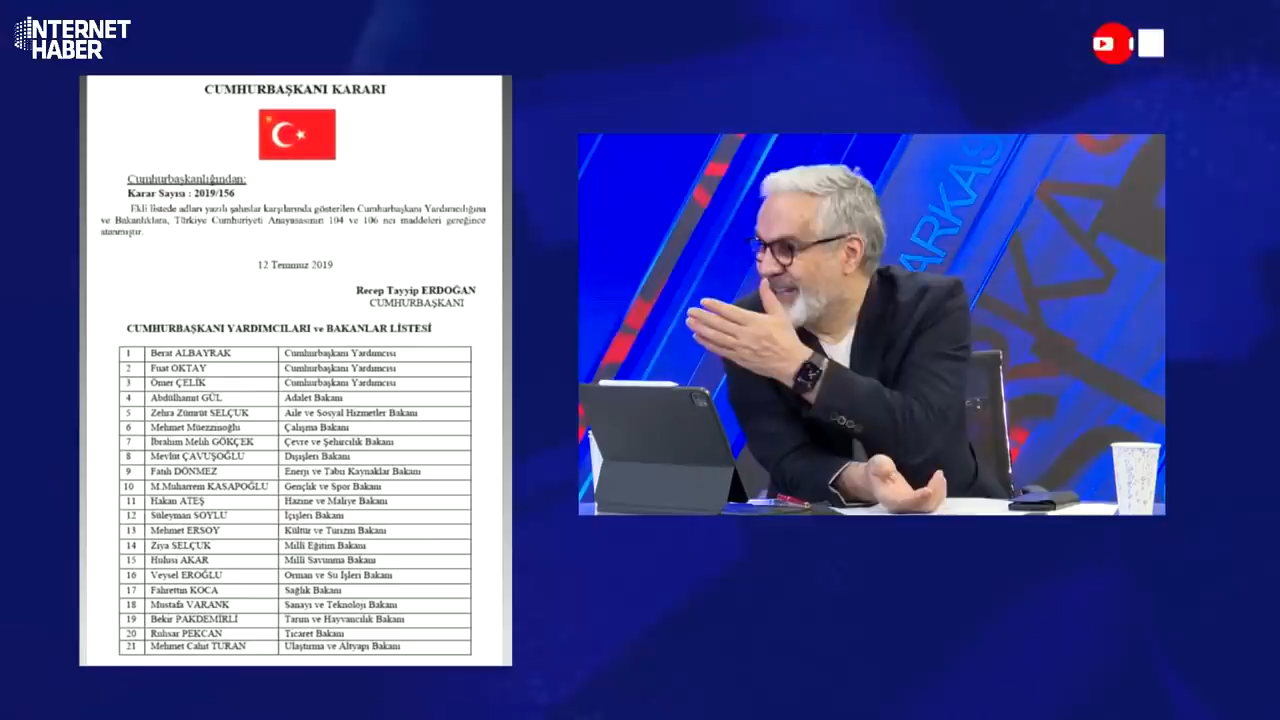 İNTERNET
HABER
CUMHURBAŞKANI KARARI
Cumhurbaşkanlığından:
Karar Sayısı : 2019/156
Ekli listede adları yazılı şahıslar karşılarında gösterilen Cumhurbaşkanı Yardımcılığına
ve Bakanlıklara, Türkiye Cumhuriyeti Anayasasının 104 ve 106 ncı maddeleri gereğince
atanmıştır.
12 Temmuz 2019
Recep Tayyip ERDOĞAN
CUMHURBAŞKANI
CUMHURBAŞKANI YARDIMCILARI ve BAKANLAR LİSTESİ
1 Berat ALBAYRAK Cumhurbaşkanı Yardımcısı
2 Fuat OKTAY Cumhurbaşkanı Yardımcısı
3 Ömer ÇELİK Cumhurbaşkanı Yardımcısı
4 Abdülhamit GÜL Adalet Bakanı
5 Zehra Zümrüt SELÇUK Aile ve Sosyal Hizmetler Bakanı
6 Mehmet Müezzinoğlu Çalışma Bakanı
7 İbrahim Melih GÖKÇEK Çevre ve Şehircilik Bakanı
8 Mevlüt ÇAVUŞOĞLU Dışişleri Bakanı
9 Fatih DÖNMEZ Enerji ve Tabii Kaynaklar Bakanı
10 M.Muharrem KASAPOĞLU Gençlik ve Spor Bakanı
11 Hakan ATEŞ Hazine ve Maliye Bakanı
12 Süleyman SOYLU İçişleri Bakanı
13 Mehmet ERSOY Kültür ve Turizm Bakanı
14 Ziya SELÇUK Milli Eğitim Bakanı
15 Hulusi AKAR Milli Savunma Bakanı
16 Veysel EROĞLU Orman ve Su İşleri Bakanı
17 Fahrettin KOCA Sağlık Bakanı
18 Mustafa VARANK Sanayi ve Teknoloji Bakanı
19 Bekir PAKDEMİRLİ Tarım ve Hayvancılık Bakanı
20 Ruhsar PEKCAN Ticaret Bakanı
21 Mehmet Cahit TURAN Ulaştırma ve Altyapı Bakanı
ARKAS